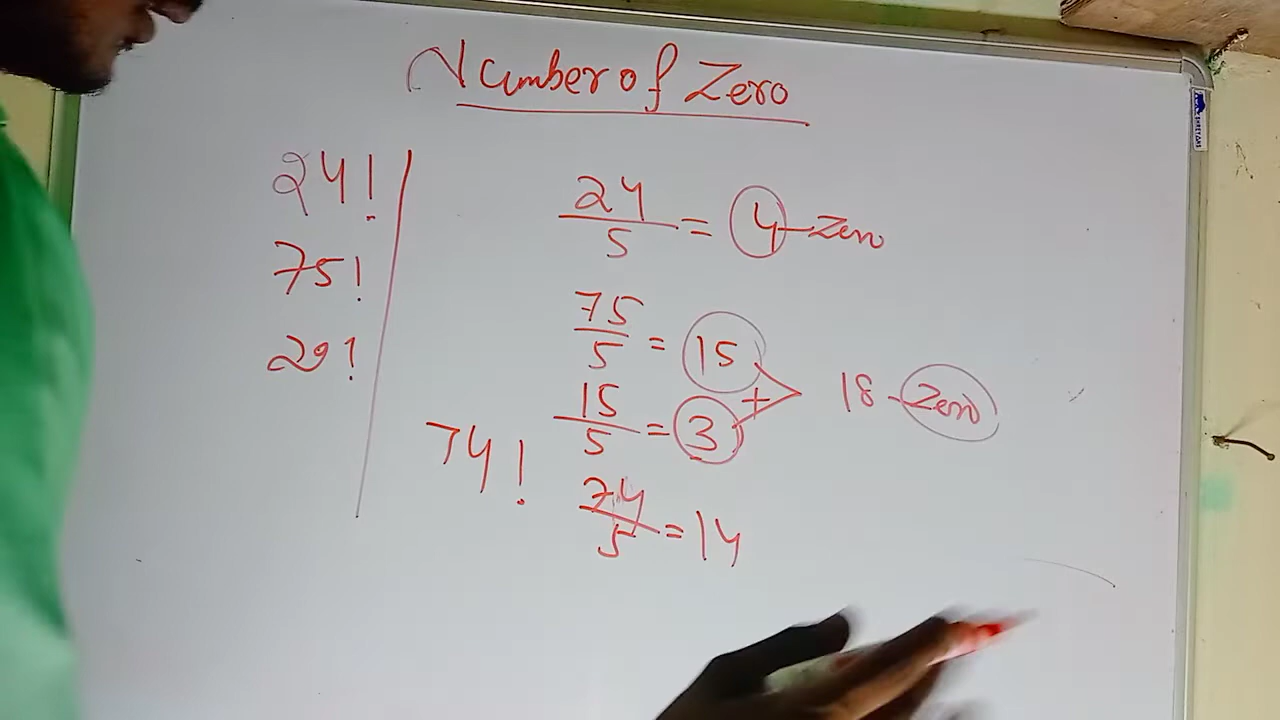 Number of Zero
24!
75!
29!
24/5 = 4 - Zero
75/5 = 15
15/5 = 3
+
18 - Zero
74!
74/5 = 14